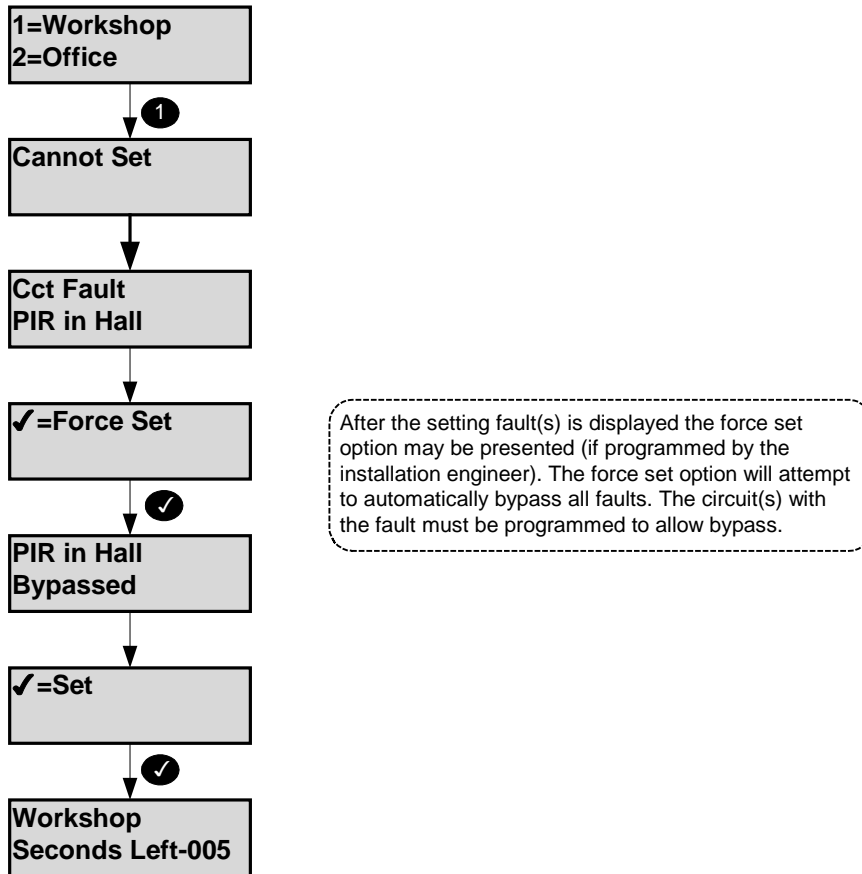 1=Workshop
2=Office
1
Cannot Set
Cct Fault
PIR in Hall
✓=Force Set
After the setting fault(s) is displayed the force set
option may be presented (if programmed by the
installation engineer). The force set option will attempt
to automatically bypass all faults. The circuit(s) with
the fault must be programmed to allow bypass.
✓
PIR in Hall
Bypassed
✓=Set
✓
Workshop
Seconds Left-005